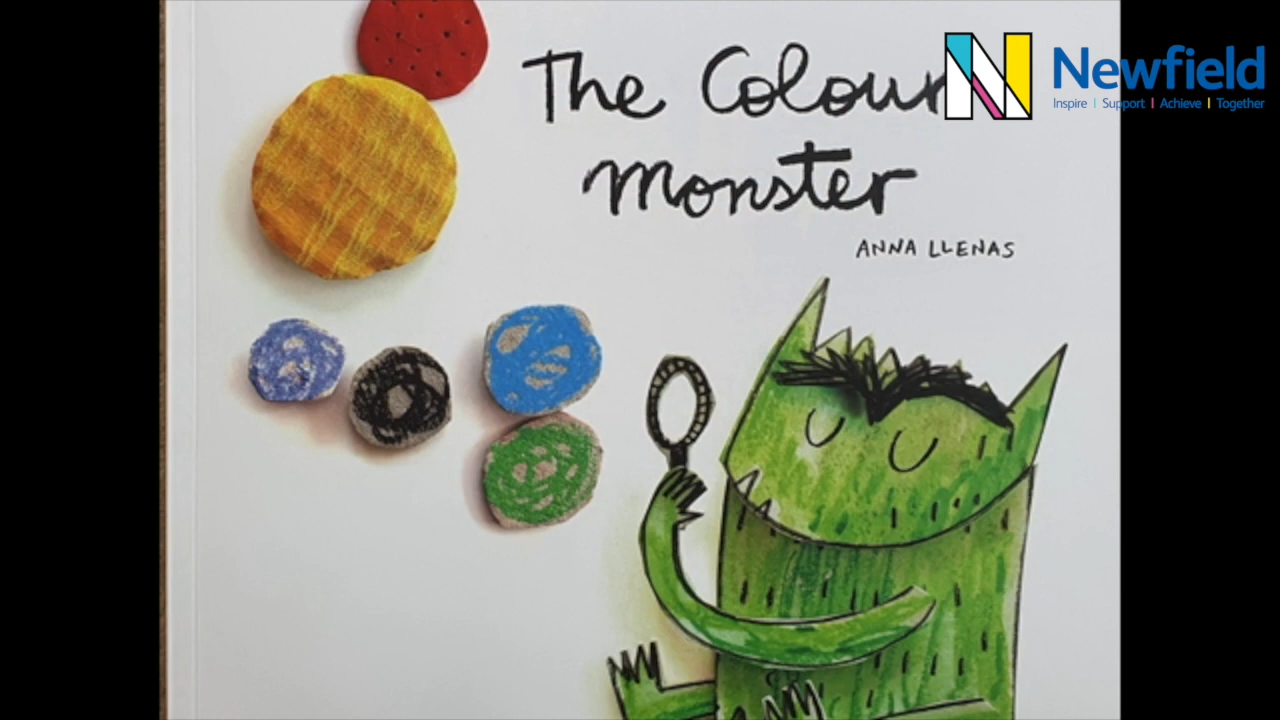 The Colour
Monster
ANNA LLENAS
Newfield
Inspire | Support | Achieve | Together